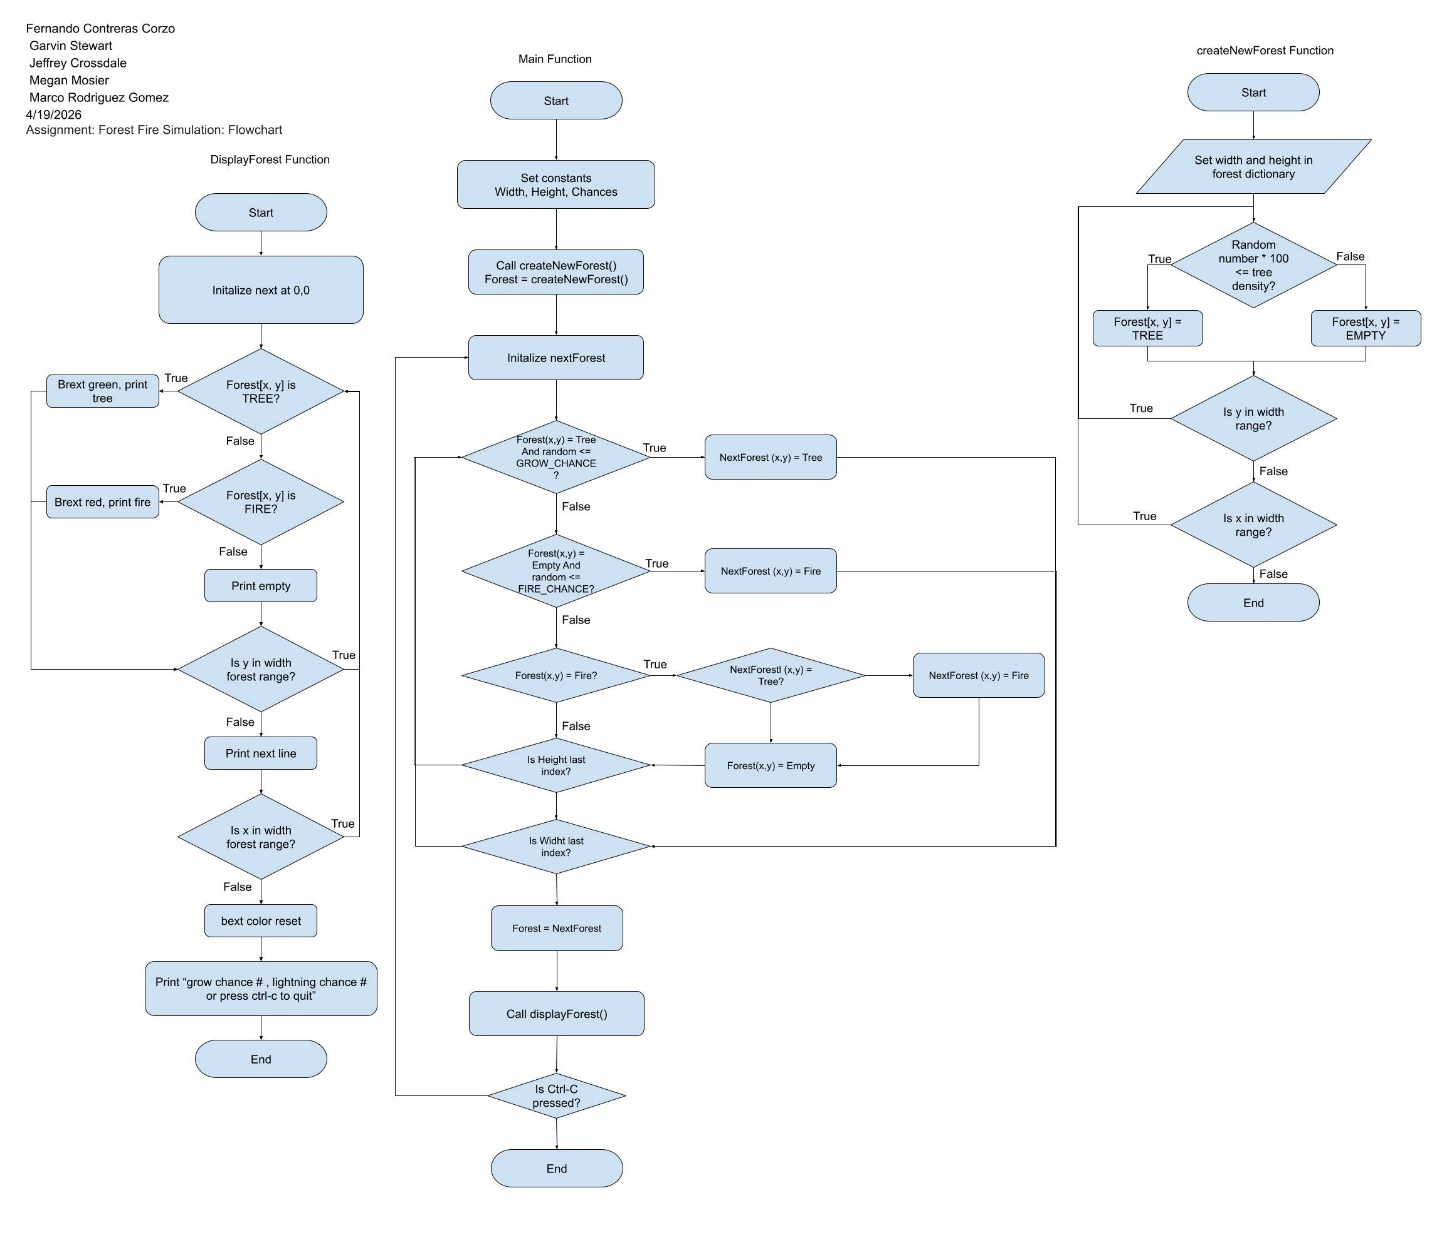 Fernando Contreras Corzo
Garvin Stewart
Jeffrey Crossdale
Megan Mosier
Marco Rodriguez Gomez
4/19/2026
Assignment: Forest Fire Simulation: Flowchart
DisplayForest Function
Start
Initalize next at 0,0
Forest[x, y] is
TREE?
True
Brext green, print
tree
False
Forest[x, y] is
FIRE?
True
Brext red, print fire
False
Print empty
Is y in width
forest range?
True
False
Print next line
Is x in width
forest range?
True
False
bext color reset
Print “grow chance # , lightning chance #
or press ctrl-c to quit”
End
Main Function
Start
Set constants
Width, Height, Chances
Call createNewForest()
Forest = createNewForest()
Initalize nextForest
Forest(x,y) = Tree
And random <=
GROW_CHANCE
?
True
NextForest (x,y) = Tree
False
Forest(x,y) =
Empty And
random <=
FIRE_CHANCE?
True
NextForest (x,y) = Fire
False
Forest(x,y) = Fire?
True
NextForestl (x,y) =
Tree?
NextForest (x,y) = Fire
False
Is Height last
index?
Forest(x,y) = Empty
Is Widht last
index?
Forest = NextForest
Call displayForest()
Is Ctrl-C
pressed?
End
createNewForest Function
Start
Set width and height in
forest dictionary
Random
number * 100
<= tree
density?
True
False
Forest[x, y] =
TREE
Forest[x, y] =
EMPTY
Is y in width
range?
True
False
Is x in width
range?
True
False
End